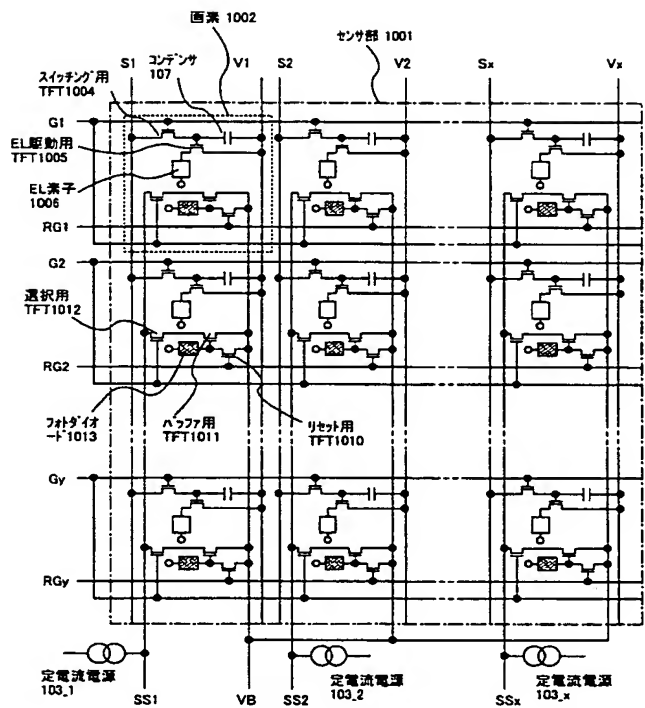 画素 1002
センサ部 1001
S1
コンデンサ
107
V1
S2
V2
Sx
Vx
スイッチング用
TFT1004
G1
EL駆動用
TFT1005
EL素子
1006
RG1
G2
選択用
TFT1012
RG2
フォトダイオ
ード1013
バッファ用
TFT1011
リセット用
TFT1010
Gy
RGy
定電流電源
103_1
定電流電源
103_2
定電流電源
103_x
SS1
VB
SS2
SSx